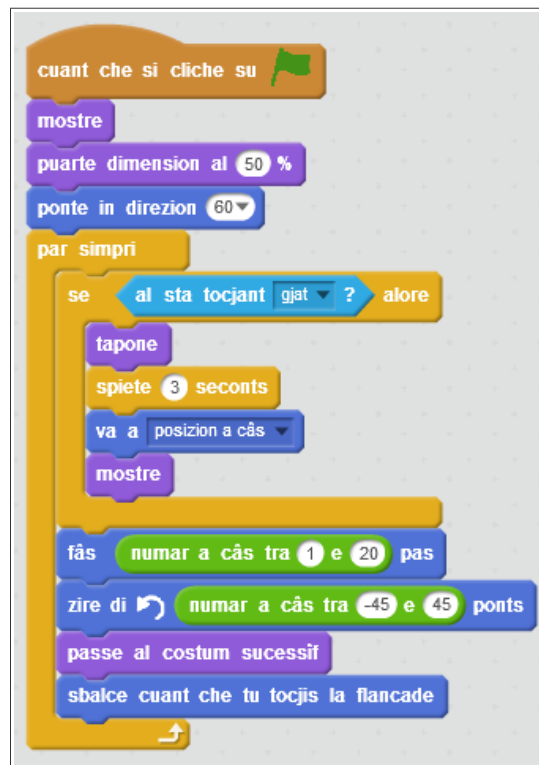 cuant che si cliche su
mostre
puarte dimension al 50 %
ponte in direzion 60
par simpri
se al sta tocjant gjat ? alore
tapone
spiete 3 seconts
va a posizion a câs
mostre
fâs numar a câs tra 1 e 20 pas
zire di numar a câs tra -45 e 45 ponts
passe al costum sucessîf
sbalce cuant che tu tocjis la flancade